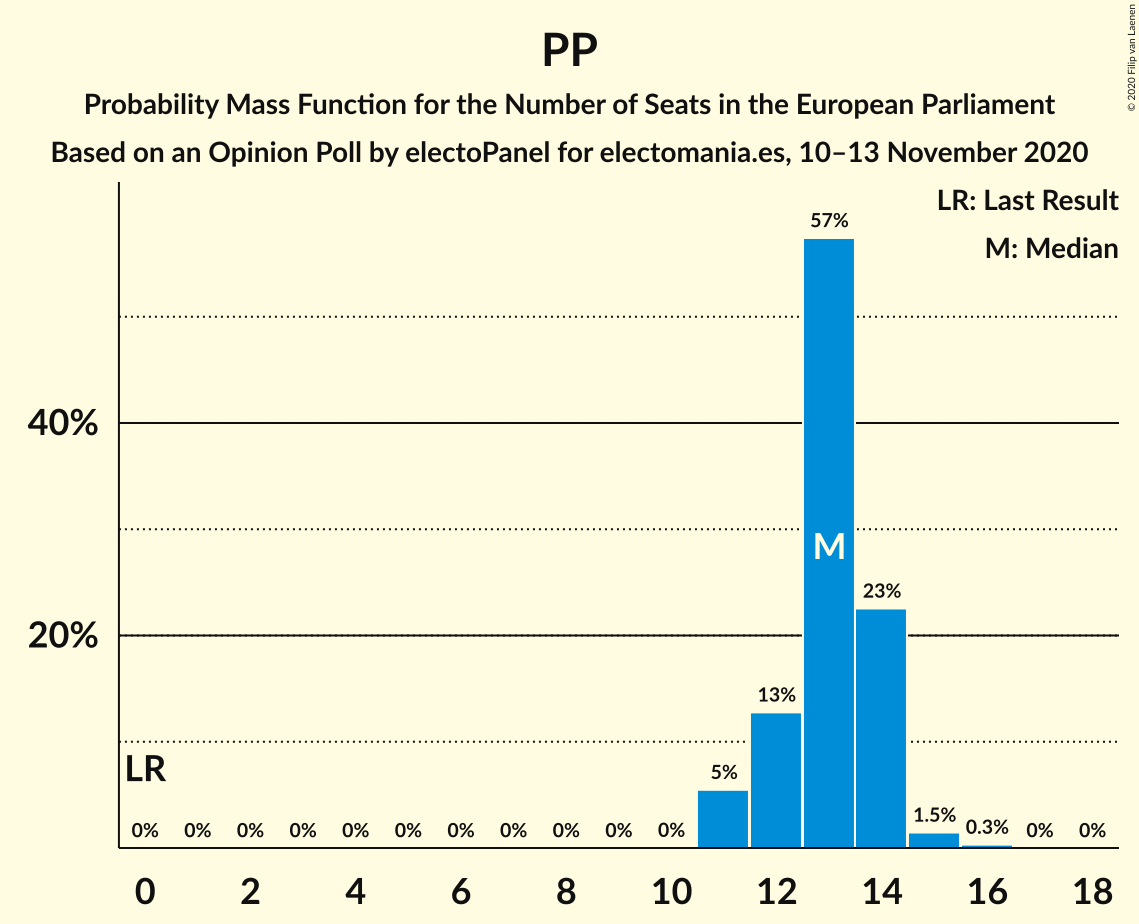 PP
Probability Mass Function for the Number of Seats in the European Parliament
Based on an Opinion Poll by electoPanel for electomania.es, 10–13 November 2020
© 2020 Filip van Laenen
LR: Last Result
M: Median
57%
40%
M
23%
20%
13%
LR
5%
1.5%
0.3%
0% 0% 0% 0% 0% 0% 0% 0% 0% 0% 0% 0% 0%
0 2 4 6 8 10 12 14 16 18